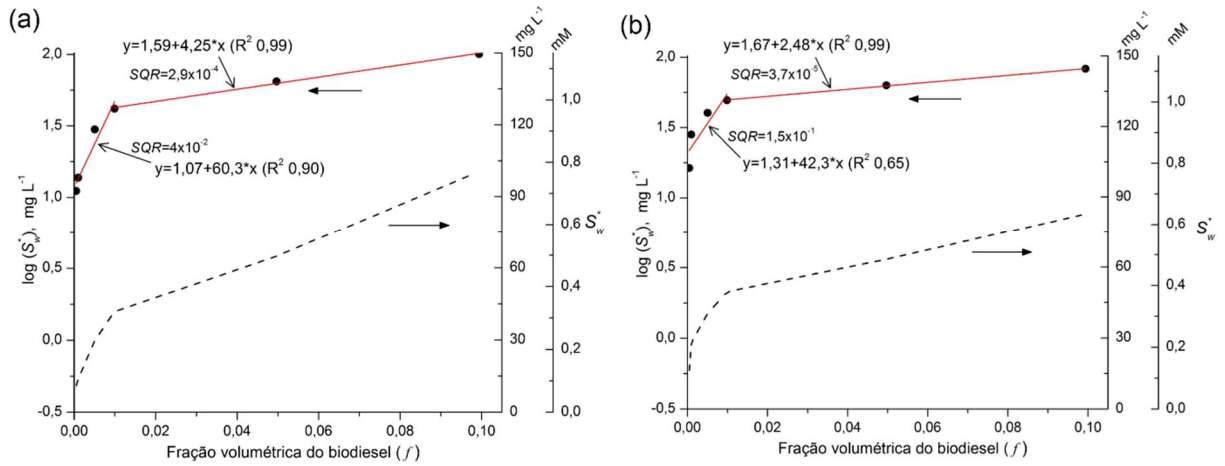 (a)
y=1,59+4,25*x (R² 0,99)
SQR=2,9x10⁻⁴
SQR=4x10⁻²
y=1,07+60,3*x (R² 0,90)
log (S*w), mg L⁻¹
2,0
1,5
1,0
0,5
0,0
-0,5
0,00 0,02 0,04 0,06 0,08 0,10
Fração volumétrica do biodiesel (f)
mg L⁻¹
150
120
90
60
30
0
mM
1,0
0,8
0,6
0,4
0,2
0,0
S*w
(b)
y=1,67+2,48*x (R² 0,99)
SQR=3,7x10⁻⁵
SQR=1,5x10⁻¹
y=1,31+42,3*x (R² 0,65)
log (S*w), mg L⁻¹
2,0
1,5
1,0
0,5
0,0
-0,5
0,00 0,02 0,04 0,06 0,08 0,10
Fração volumétrica do biodiesel (f)
mg L⁻¹
150
120
90
60
30
0
mM
1,0
0,8
0,6
0,4
0,2
0,0
S*w